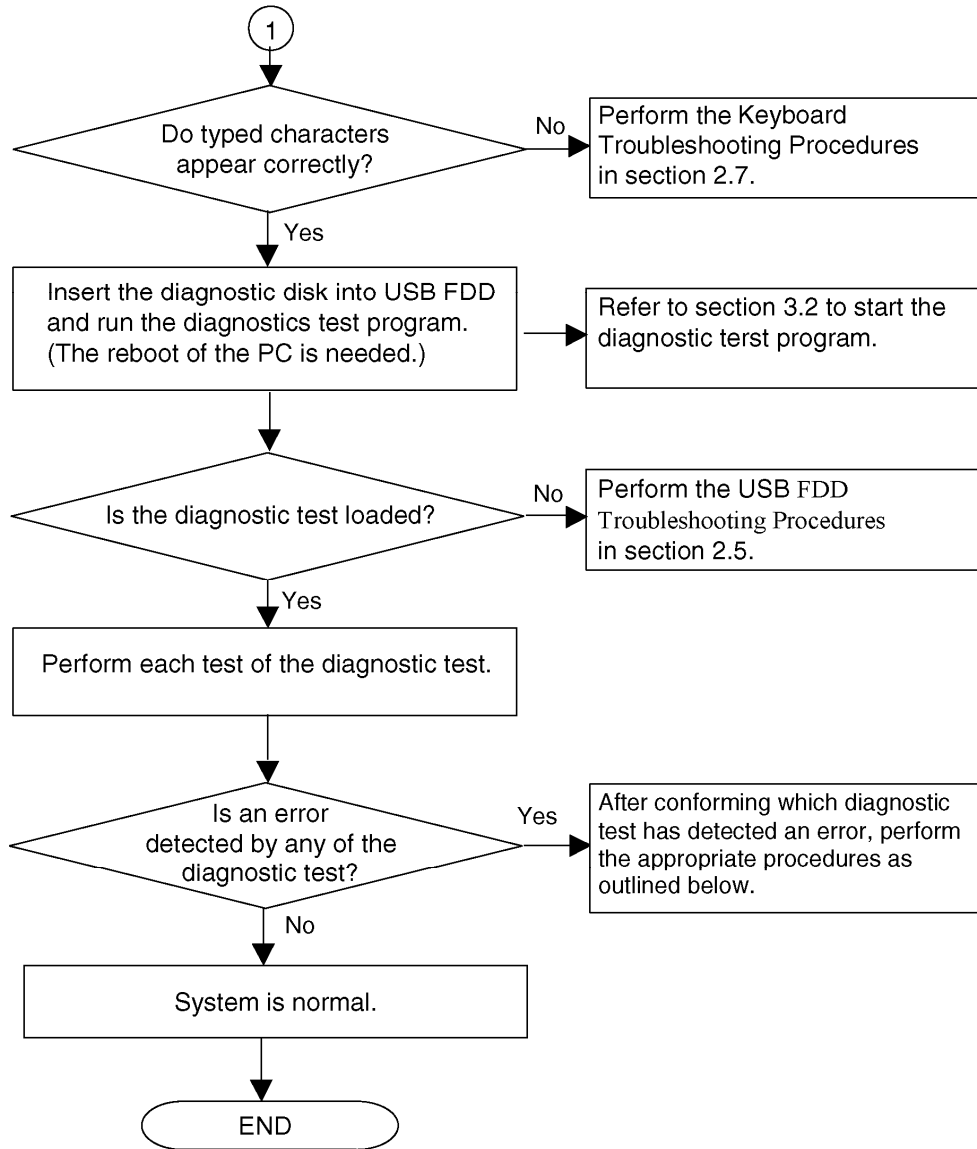 1
Do typed characters
appear correctly?
No
Perform the Keyboard
Troubleshooting Procedures
in section 2.7.
Yes
Insert the diagnostic disk into USB FDD
and run the diagnostics test program.
(The reboot of the PC is needed.)
Refer to section 3.2 to start the
diagnostic terst program.
Is the diagnostic test loaded?
No
Perform the USB FDD
Troubleshooting Procedures
in section 2.5.
Yes
Perform each test of the diagnostic test.
Is an error
detected by any of the
diagnostic test?
Yes
After conforming which diagnostic
test has detected an error, perform
the appropriate procedures as
outlined below.
No
System is normal.
END